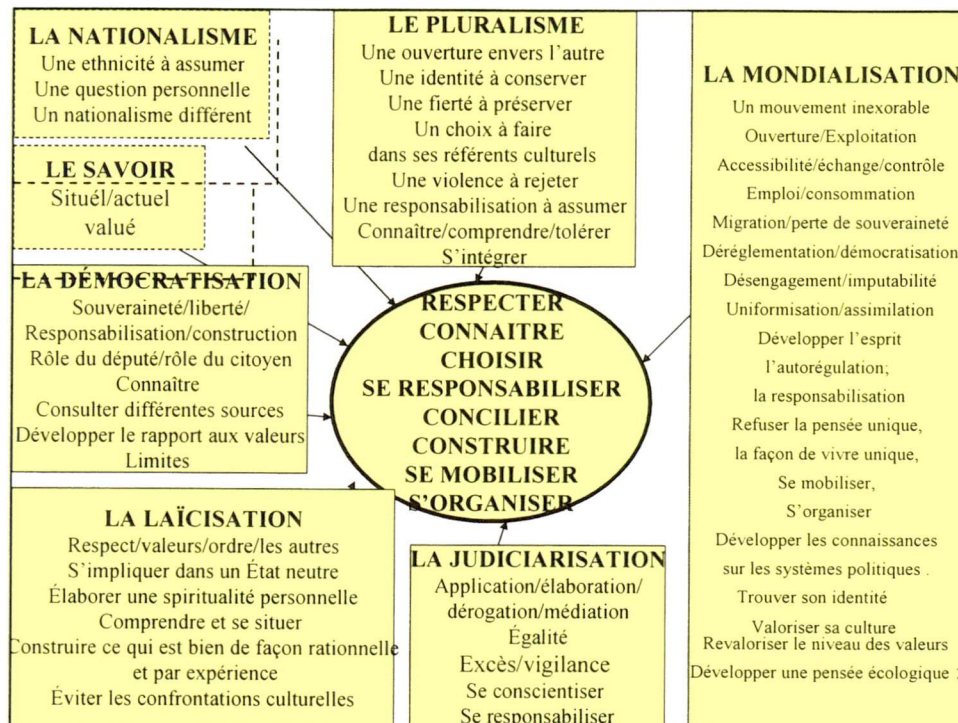 LA NATIONALISME
Une ethnicité à assumer
Une question personnelle
Un nationalisme différent
LE SAVOIR
Situél/actuel
valué
LA DÉMOCRATISATION
Souveraineté/liberté/
Responsabilisation/construction
Rôle du député/rôle du citoyen
Connaître
Consulter différentes sources
Développer le rapport aux valeurs
Limites
LA LAÏCISATION
Respect/valeurs/ordre/les autres
S'impliquer dans un État neutre
Élaborer une spiritualité personnelle
Comprendre et se situer
Construire ce qui est bien de façon rationnelle
et par expérience
Éviter les confrontations culturelles
LE PLURALISME
Une ouverture envers l'autre
Une identité à conserver
Une fierté à préserver
Un choix à faire
dans ses référents culturels
Une violence à rejeter
Une responsabilisation à assumer
Connaître/comprendre/tolérer
S'intégrer
RESPECTER
CONNAITRE
CHOISIR
SE RESPONSABILISER
CONCILIER
CONSTRUIRE
SE MOBILISER
S'ORGANISER
LA JUDICIARISATION
Application/élaboration/
dérogation/médiation
Égalité
Excès/vigilance
Se conscientiser
Se responsabiliser
LA MONDIALISATION
Un mouvement inexorable
Ouverture/Exploitation
Accessibilité/échange/contrôle
Emploi/consommation
Migration/perte de souveraineté
Déréglementation/démocratisation
Désengagement/imputabilité
Uniformisation/assimilation
Développer l'esprit
l'autorégulation;
la responsabilisation
Refuser la pensée unique,
la façon de vivre unique,
Se mobiliser,
S'organiser
Développer les connaissances
sur les systèmes politiques .
Trouver son identité
Valoriser sa culture
Revaloriser le niveau des valeurs
Développer une pensée écologique